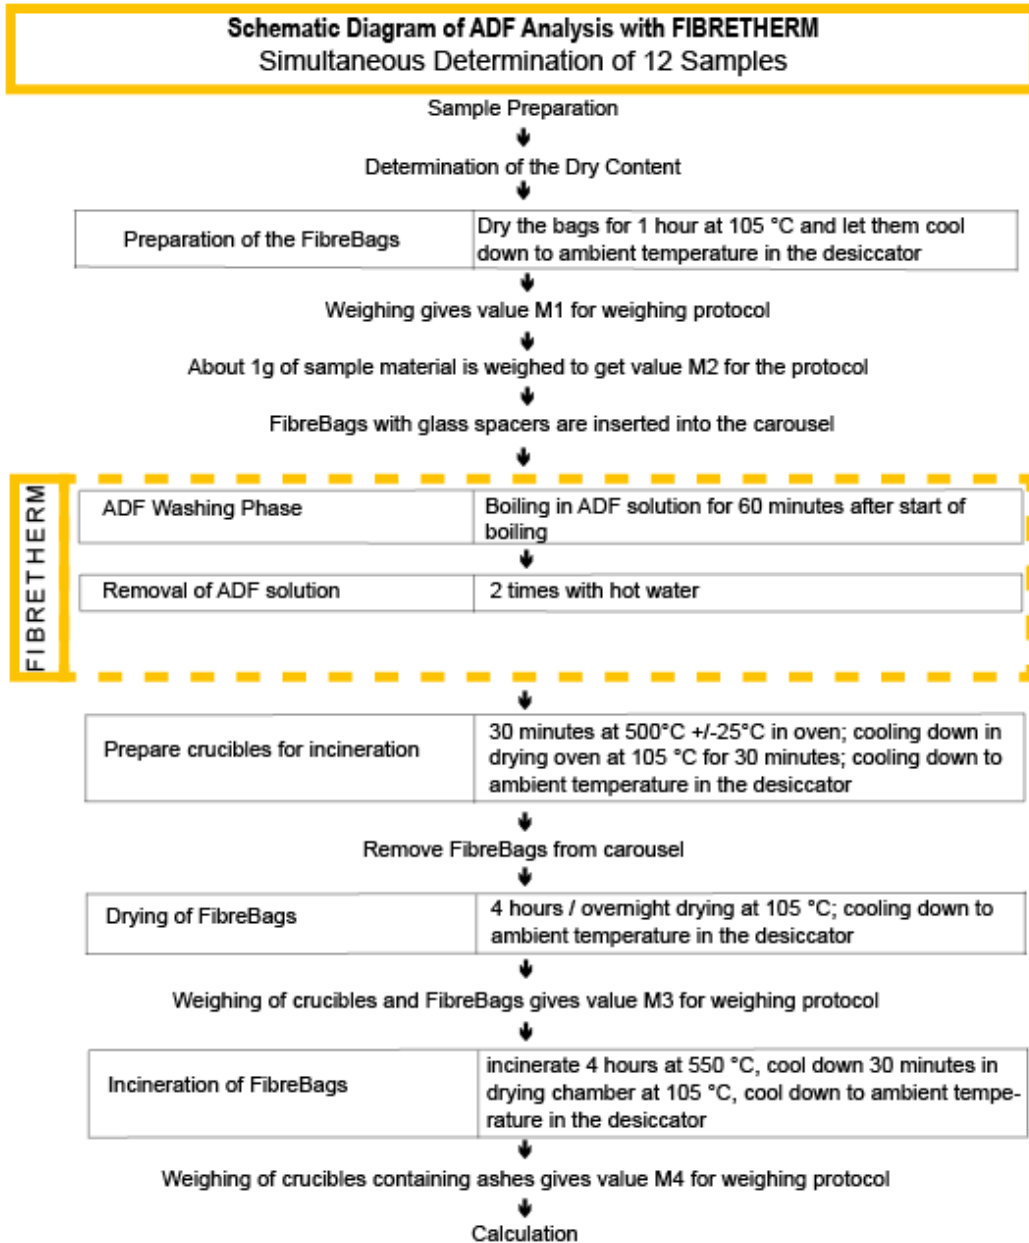 Schematic Diagram of ADF Analysis with FIBRETHERM
Simultaneous Determination of 12 Samples
Sample Preparation
Determination of the Dry Content
Preparation of the FibreBags
Dry the bags for 1 hour at 105 °C and let them cool
down to ambient temperature in the desiccator
Weighing gives value M1 for weighing protocol
About 1g of sample material is weighed to get value M2 for the protocol
FibreBags with glass spacers are inserted into the carousel
FIBRETHERM
ADF Washing Phase
Boiling in ADF solution for 60 minutes after start of
boiling
Removal of ADF solution
2 times with hot water
Prepare crucibles for incineration
30 minutes at 500°C +/-25°C in oven; cooling down in
drying oven at 105 °C for 30 minutes; cooling down to
ambient temperature in the desiccator
Remove FibreBags from carousel
Drying of FibreBags
4 hours / overnight drying at 105 °C; cooling down to
ambient temperature in the desiccator
Weighing of crucibles and FibreBags gives value M3 for weighing protocol
Incineration of FibreBags
incinerate 4 hours at 550 °C, cool down 30 minutes in
drying chamber at 105 °C, cool down to ambient tempe-
rature in the desiccator
Weighing of crucibles containing ashes gives value M4 for weighing protocol
Calculation